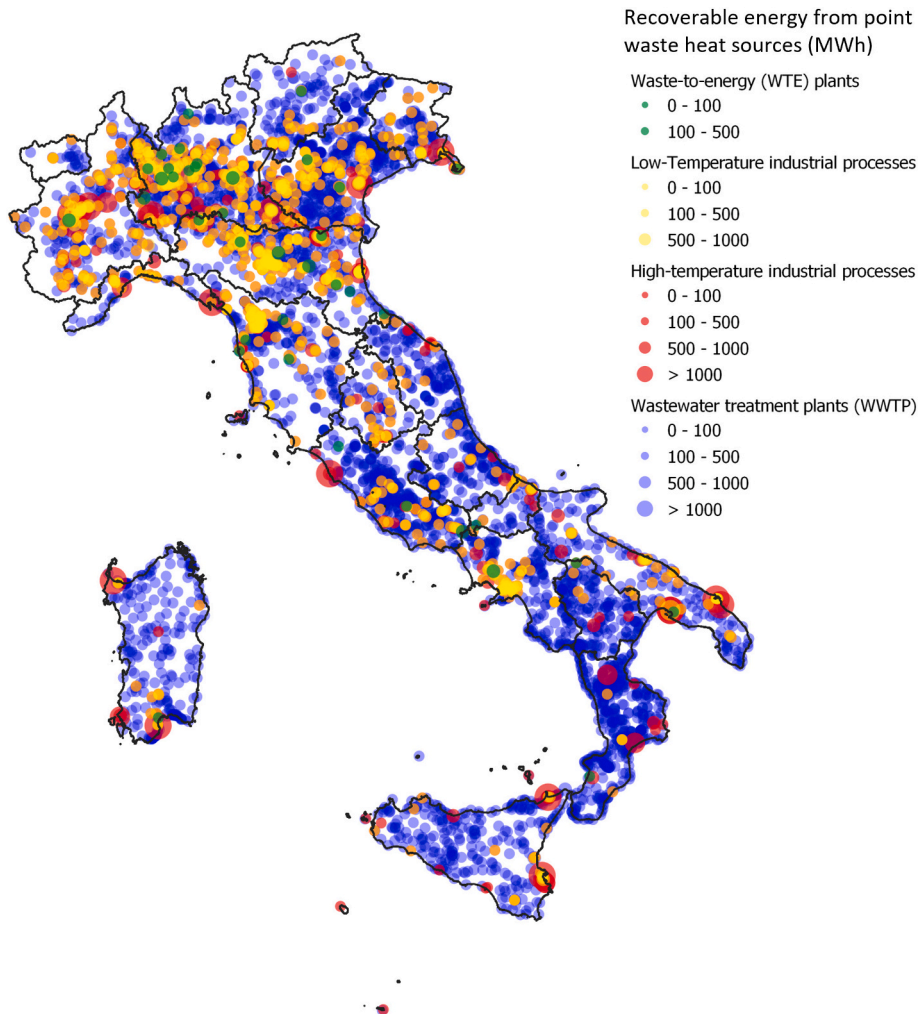 Recoverable energy from point
waste heat sources (MWh)
Waste-to-energy (WTE) plants
0 - 100
100 - 500
Low-Temperature industrial processes
0 - 100
100 - 500
500 - 1000
High-temperature industrial processes
0 - 100
100 - 500
500 - 1000
> 1000
Wastewater treatment plants (WWTP)
0 - 100
100 - 500
500 - 1000
> 1000